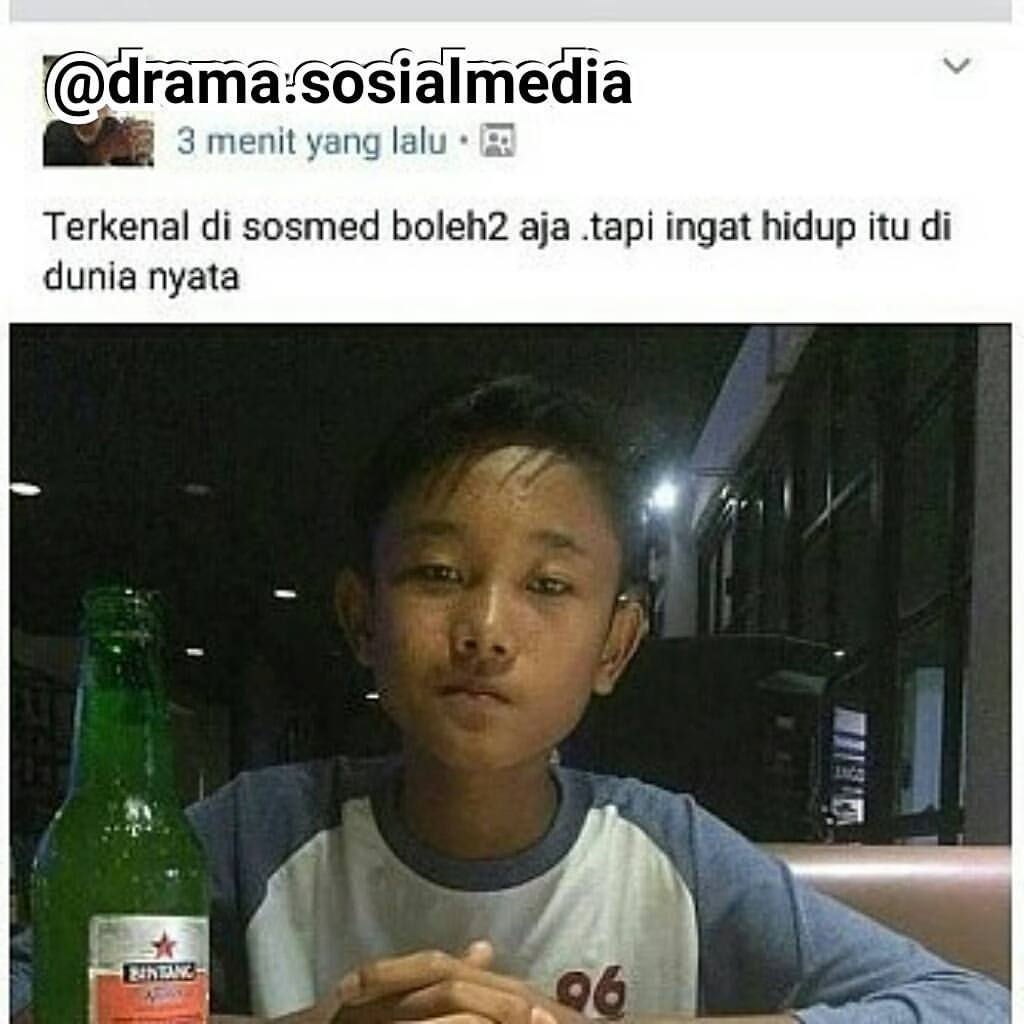 @drama.sosialmedia
3 menit yang lalu
Terkenal di sosmed boleh2 aja .tapi ingat hidup itu di
dunia nyata
BINTANG
96